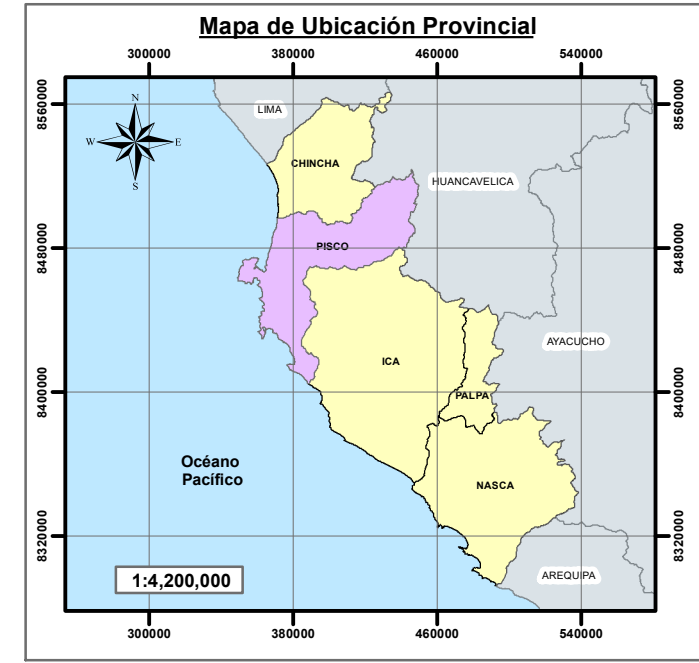 Mapa de Ubicación Provincial
300000 380000 460000 540000
8560000 8560000
LIMA
N
W E
S
CHINCHA
HUANCAVELICA
8480000 8480000
PISCO
AYACUCHO
ICA
8400000 8400000
PALPA
Océano
Pacífico
NASCA
8320000 8320000
1:4,200,000
AREQUIPA
300000 380000 460000 540000